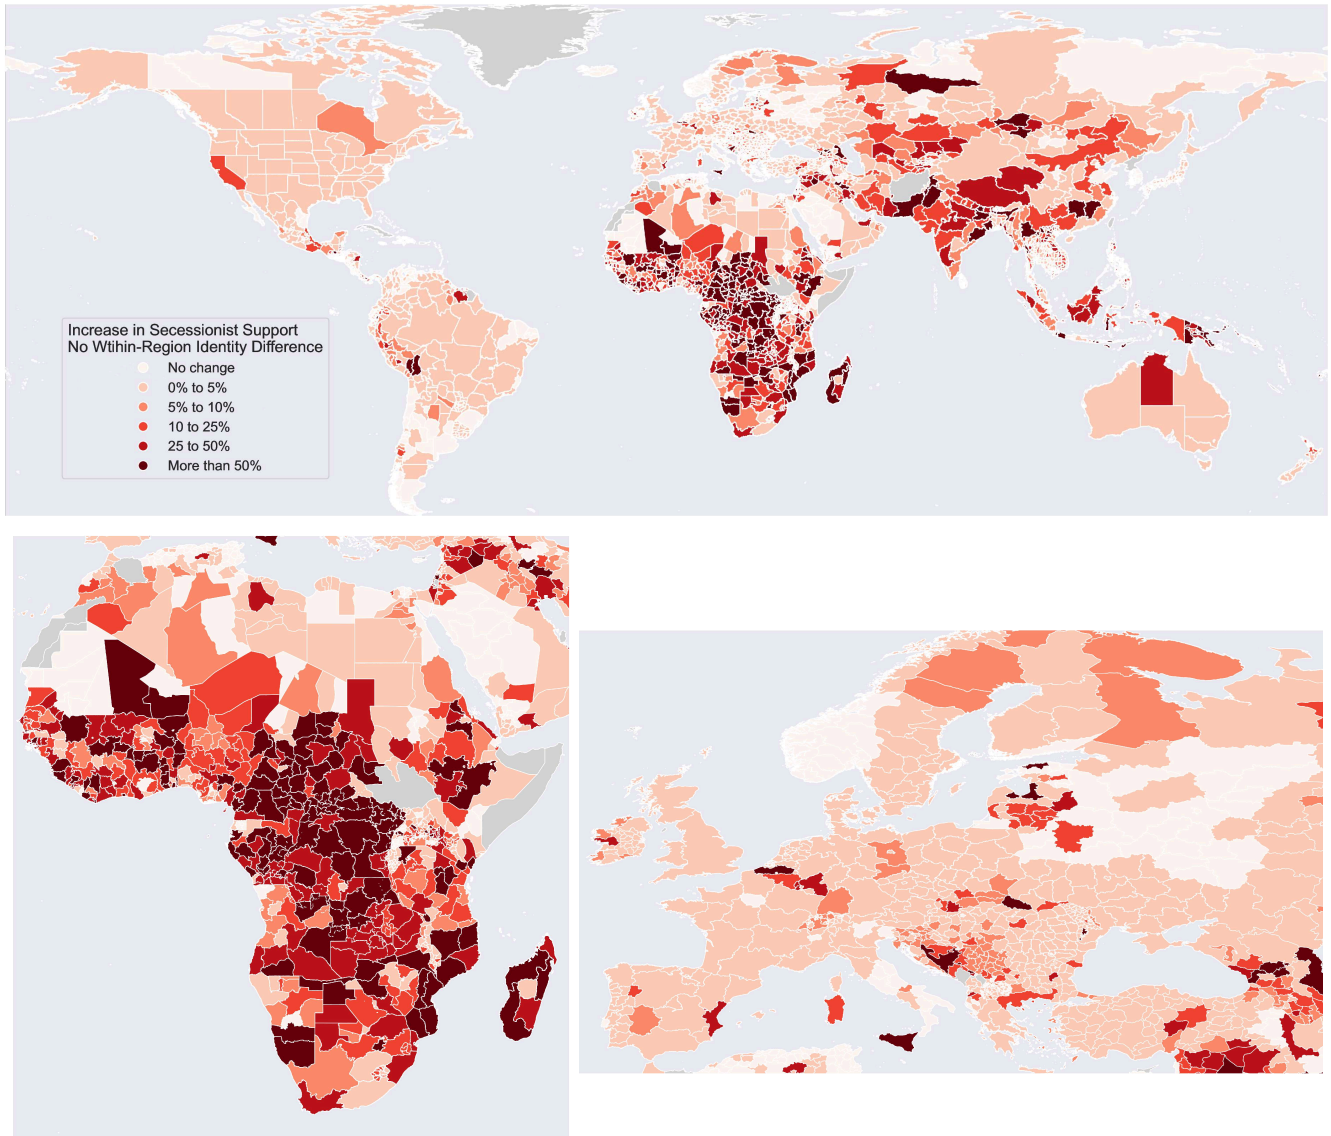 Increase in Secessionist Support
No Wtihin-Region Identity Difference
No change
0% to 5%
5% to 10%
10 to 25%
25 to 50%
More than 50%